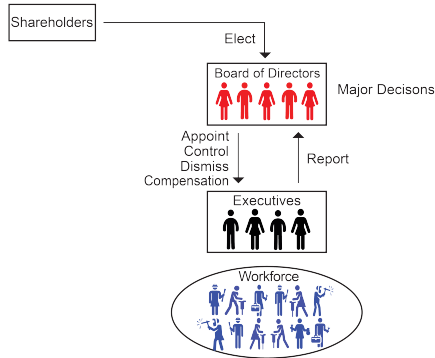 Shareholders
Elect
Board of Directors
Major Decisons
Appoint
Control
Dismiss
Compensation
Report
Executives
Workforce